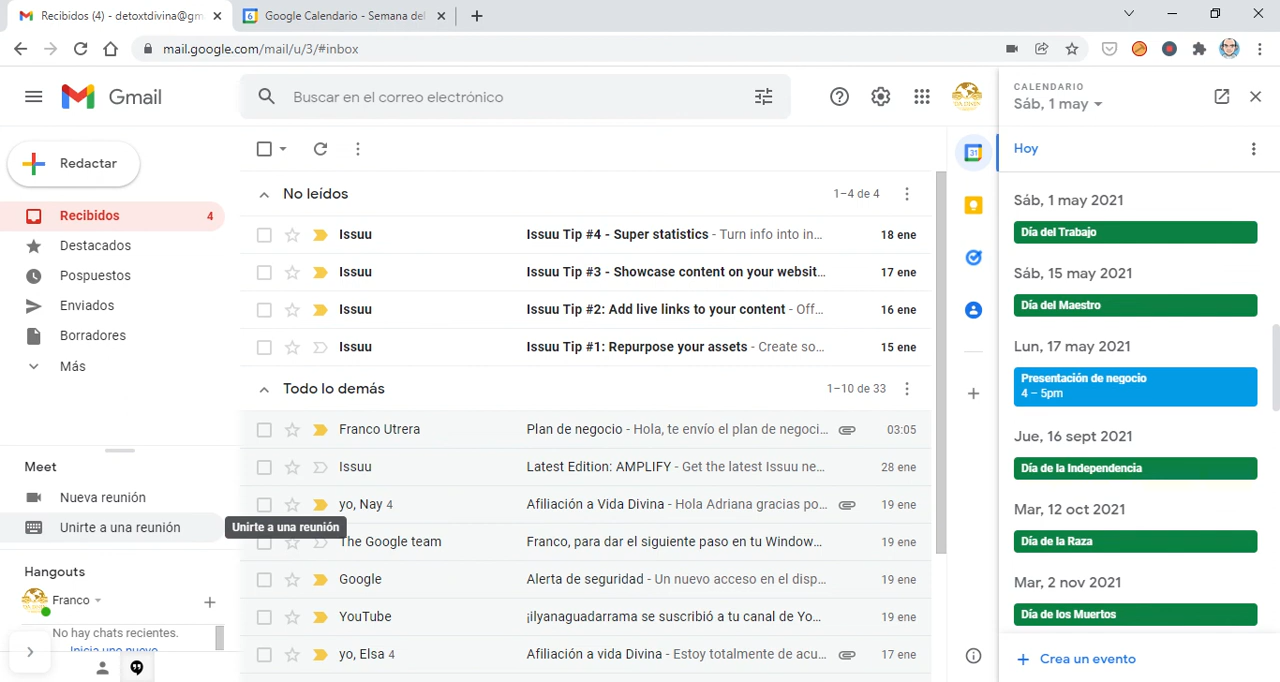 Recibidos (4) - detoxtdivina@gm
Google Calendario - Semana del
mail.google.com/mail/u/3/#inbox
Gmail
Buscar en el correo electrónico
CALENDARIO
Sáb, 1 may
Redactar
Hoy
Recibidos 4
Destacados
Pospuestos
Enviados
Borradores
Más
No leídos 1–4 de 4
Issuu Issuu Tip #4 - Super statistics - Turn info into in... 18 ene
Issuu Issuu Tip #3 - Showcase content on your websit... 17 ene
Issuu Issuu Tip #2: Add live links to your content - Off... 16 ene
Issuu Issuu Tip #1: Repurpose your assets - Create so... 15 ene
Todo lo demás 1–10 de 33
Franco Utrera Plan de negocio - Hola, te envío el plan de negoci... 03:05
Issuu Latest Edition: AMPLIFY - Get the latest Issuu ne... 28 ene
yo, Nay 4 Afiliación a Vida Divina - Hola Adriana gracias po... 19 ene
The Google team Franco, para dar el siguiente paso en tu Window... 19 ene
Google Alerta de seguridad - Un nuevo acceso en el disp... 19 ene
YouTube ¡ilyanaguadarrama se suscribió a tu canal de Yo... 19 ene
yo, Elsa 4 Afiliación a vida Divina - Estoy totalmente de acu... 17 ene
Meet
Nueva reunión
Unirte a una reunión
Unirte a una reunión
Hangouts
Franco
No hay chats recientes.
Inicia uno nuevo
Sáb, 1 may 2021
Día del Trabajo
Sáb, 15 may 2021
Día del Maestro
Lun, 17 may 2021
Presentación de negocio
4 – 5pm
Jue, 16 sept 2021
Día de la Independencia
Mar, 12 oct 2021
Día de la Raza
Mar, 2 nov 2021
Día de los Muertos
Crea un evento